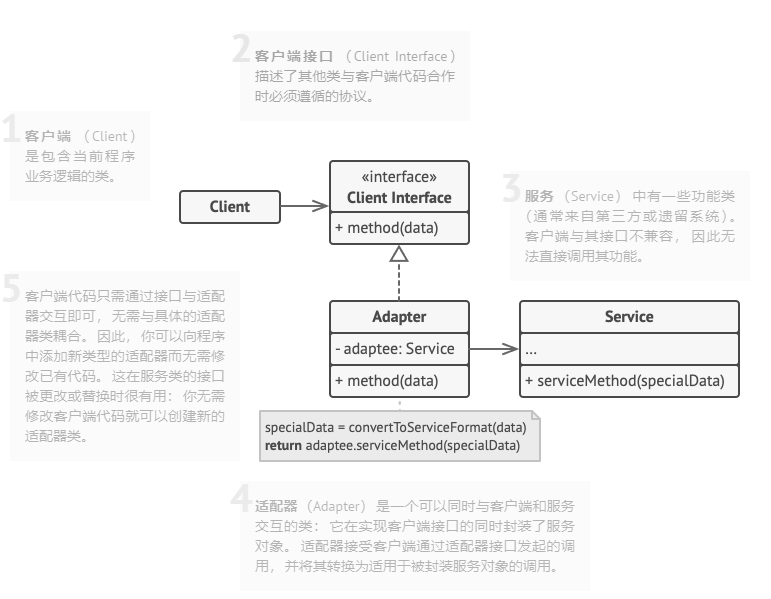 2
客户端接口 （Client Interface）
描述了其他类与客户端代码合作
时必须遵循的协议。
1
客户端 （Client）
是包含当前程序
业务逻辑的类。
«interface»
Client Interface
+ method(data)
Client
3
服务 （Service） 中有一些功能类
（通常来自第三方或遗留系统）。
客户端与其接口不兼容， 因此无
法直接调用其功能。
5
客户端代码只需通过接口与适配
器交互即可， 无需与具体的适配
器类耦合。 因此， 你可以向程序
中添加新类型的适配器而无需修
改已有代码。 这在服务类的接口
被更改或替换时很有用： 你无需
修改客户端代码就可以创建新的
适配器类。
Adapter
- adaptee: Service
+ method(data)
Service
...
+ serviceMethod(specialData)
specialData = convertToServiceFormat(data)
return adaptee.serviceMethod(specialData)
4
适配器 （Adapter） 是一个可以同时与客户端和服务
交互的类： 它在实现客户端接口的同时封装了服务
对象。 适配器接受客户端通过适配器接口发起的调
用， 并将其转换为适用于被封装服务对象的调用。